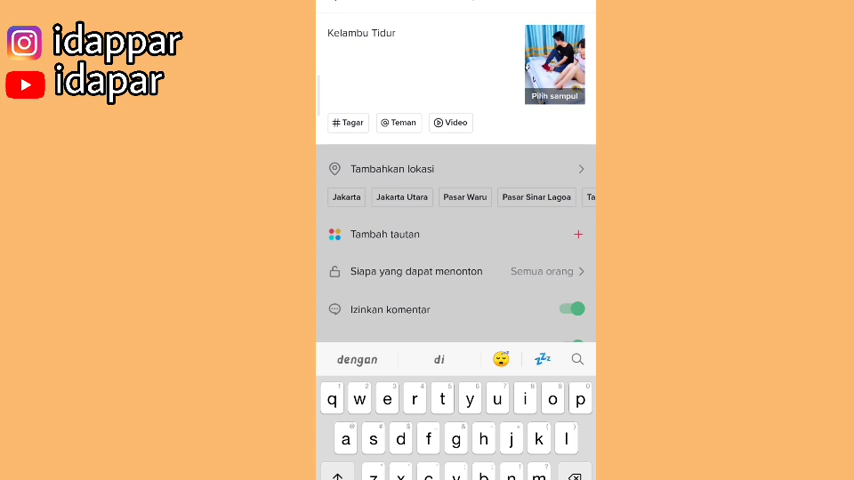 idappar
idapar
Kelambu Tidur
Pilih sampul
# Tagar
@ Teman
Video
Tambahkan lokasi
Jakarta
Jakarta Utara
Pasar Waru
Pasar Sinar Lagoa
Tambah tautan
Siapa yang dapat menonton
Semua orang
Izinkan komentar
dengan
di
q w e r t y u i o p
a s d f g h j k l